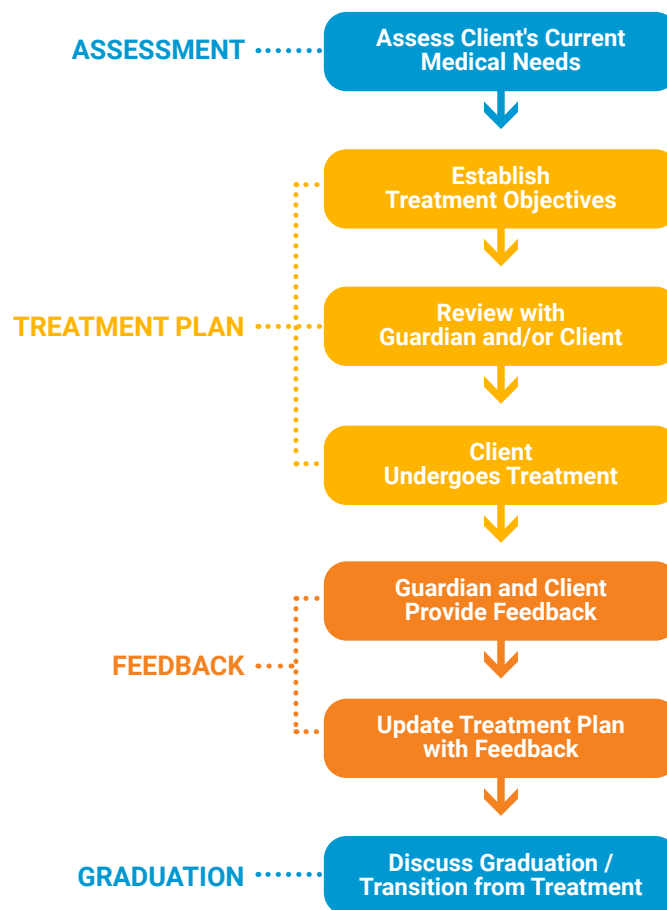 ASSESSMENT
Assess Client's Current
Medical Needs
Establish
Treatment Objectives
TREATMENT PLAN
Review with
Guardian and/or Client
Client
Undergoes Treatment
Guardian and Client
Provide Feedback
FEEDBACK
Update Treatment Plan
with Feedback
GRADUATION
Discuss Graduation /
Transition from Treatment